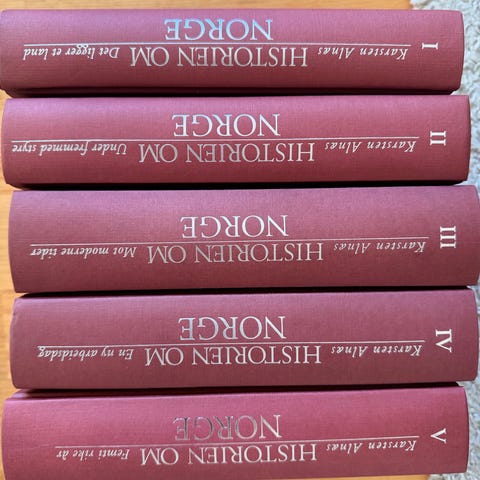 I
Karsten Alnæs
HISTORIEN OM
NORGE
Det ligger et land
II
Karsten Alnæs
HISTORIEN OM
NORGE
Under fremmed styre
III
Karsten Alnæs
HISTORIEN OM
NORGE
Mot moderne tider
IV
Karsten Alnæs
HISTORIEN OM
NORGE
En ny arbeidsdag
V
Karsten Alnæs
HISTORIEN OM
NORGE
Femti rike år